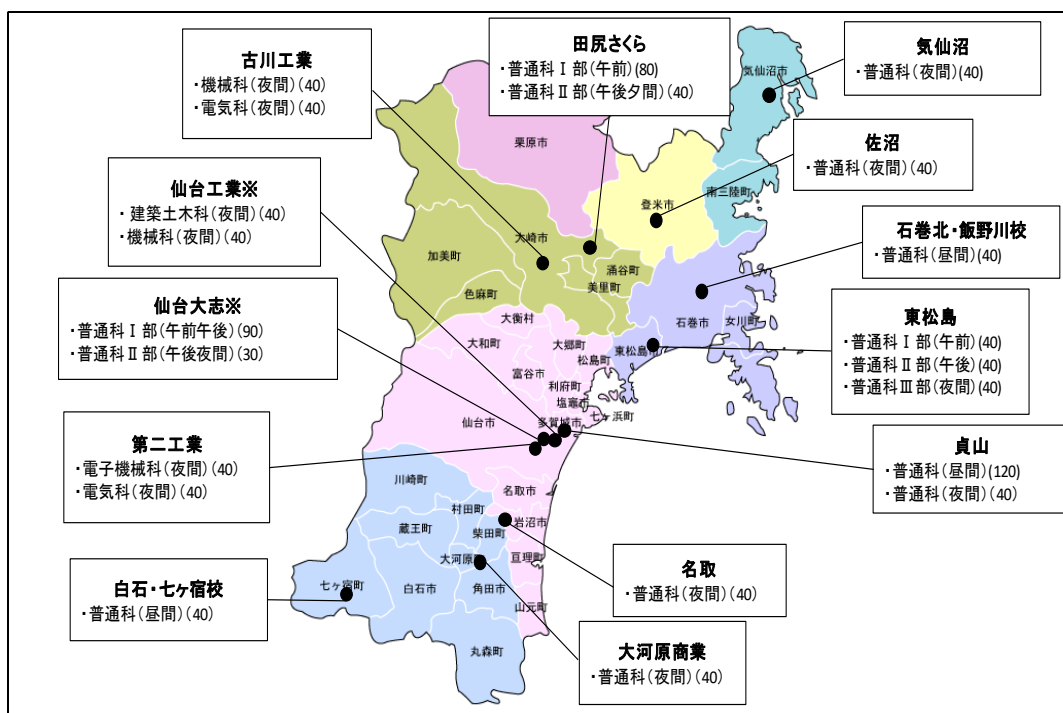 古川工業
・機械科(夜間)(40)
・電気科(夜間)(40)
田尻さくら
・普通科Ⅰ部(午前)(80)
・普通科Ⅱ部(午後夕間)(40)
気仙沼
・普通科(夜間)(40)
佐沼
・普通科(夜間)(40)
仙台工業※
・建築土木科(夜間)(40)
・機械科(夜間)(40)
石巻北・飯野川校
・普通科(昼間)(40)
仙台大志※
・普通科Ⅰ部(午前午後)(90)
・普通科Ⅱ部(午後夜間)(30)
東松島
・普通科Ⅰ部(午前)(40)
・普通科Ⅱ部(午後)(40)
・普通科Ⅲ部(夜間)(40)
第二工業
・電子機械科(夜間)(40)
・電気科(夜間)(40)
貞山
・普通科(昼間)(120)
・普通科(夜間)(40)
白石・七ヶ宿校
・普通科(昼間)(40)
名取
・普通科(夜間)(40)
大河原商業
・普通科(夜間)(40)
気仙沼市
栗原市
南三陸町
登米市
大崎市
加美町
涌谷町
美里町
色麻町
石巻市
女川町
大衡村
大和町
大郷町
松島町
東松島市
富谷市
利府町
塩竈市
七ヶ浜町
仙台市
多賀城市
川崎町
名取市
村田町
岩沼市
蔵王町
柴田町
大河原町
亘理町
七ヶ宿町
白石市
角田市
山元町
丸森町